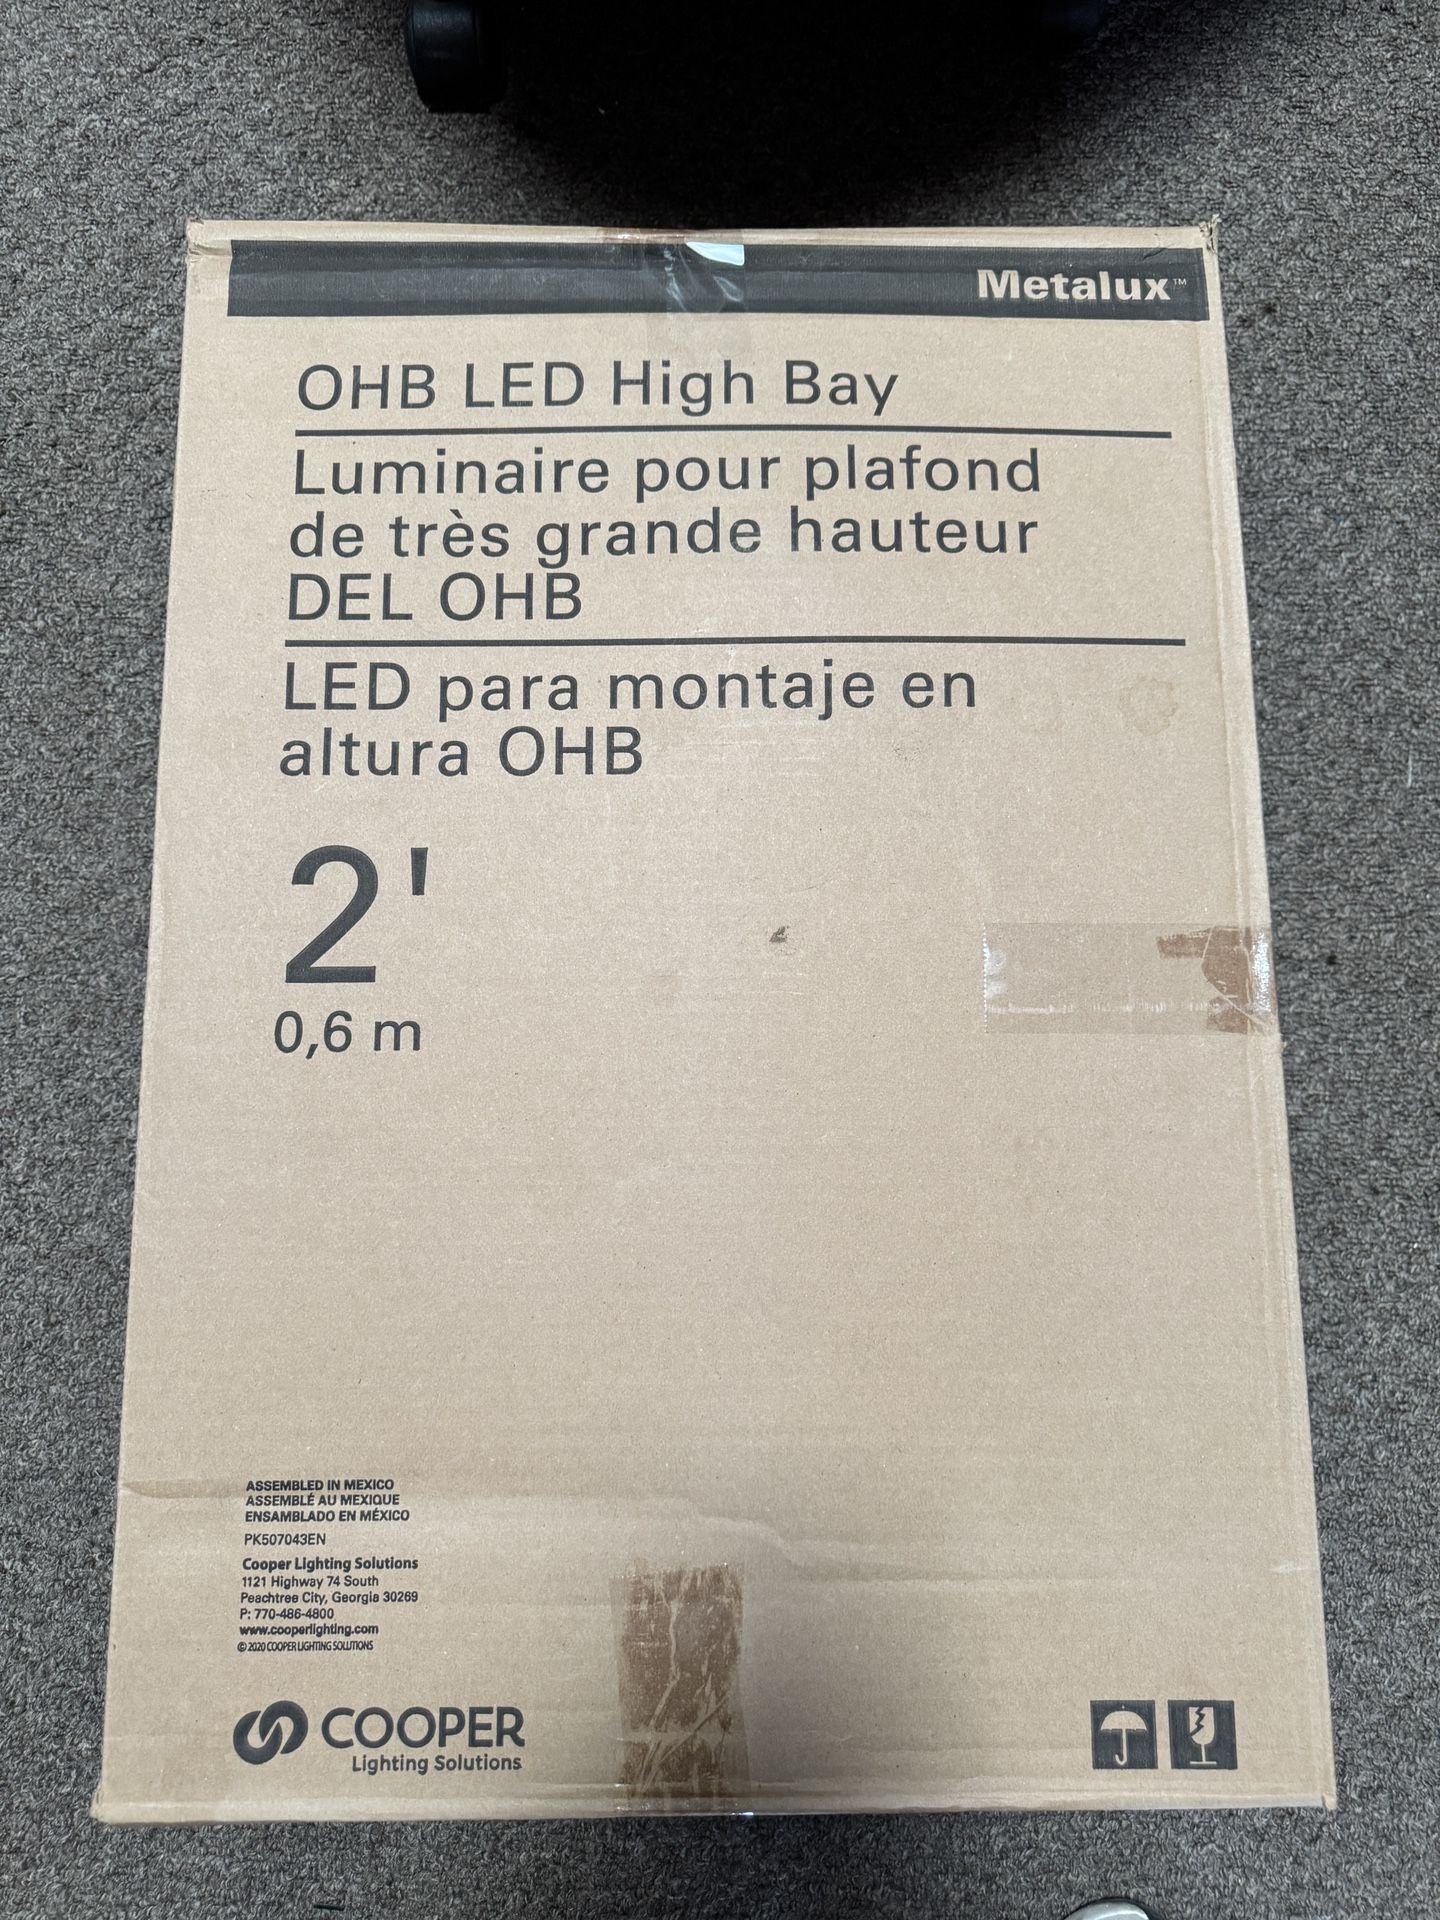 Metalux™
OHB LED High Bay
Luminaire pour plafond
de très grande hauteur
DEL OHB
LED para montaje en
altura OHB
2'
0,6 m
ASSEMBLED IN MEXICO
ASSEMBLÉ AU MEXIQUE
ENSAMBLADO EN MÉXICO
PK507043EN
Cooper Lighting Solutions
1121 Highway 74 South
Peachtree City, Georgia 30269
P: 770-486-4800
www.cooperlighting.com
© 2020 COOPER LIGHTING SOLUTIONS
COOPER
Lighting Solutions